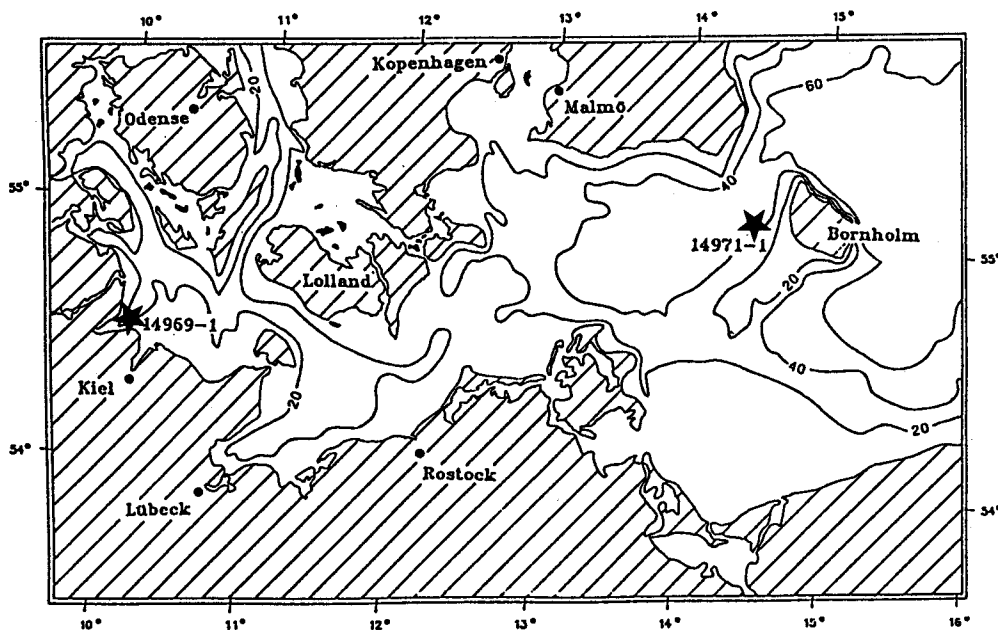 10° 11° 12° 13° 14° 15°
Kopenhagen
60
20
Malmö
Odense
55°
40
14971-1
Bornholm
55°
Lolland
20
14969-1
40
Kiel
20
20
54°
Rostock
Lübeck
54°
10° 11° 12° 13° 14° 15° 16°